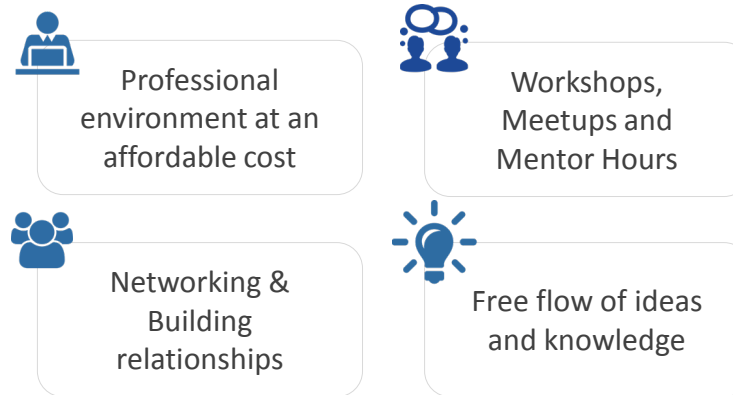 Professional
environment at an
affordable cost
Workshops,
Meetups and
Mentor Hours
Networking &
Building
relationships
Free flow of ideas
and knowledge